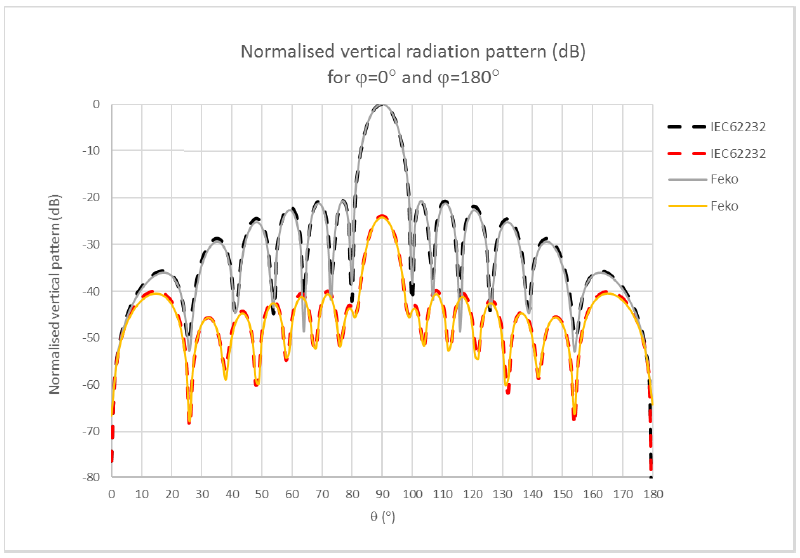 Normalised vertical radiation pattern (dB)
for φ=0° and φ=180°
0
-10
-20
-30
-40
-50
-60
-70
-80
Normalised vertical pattern (dB)
0 10 20 30 40 50 60 70 80 90 100 110 120 130 140 150 160 170 180
θ (°)
IEC62232
IEC62232
Feko
Feko